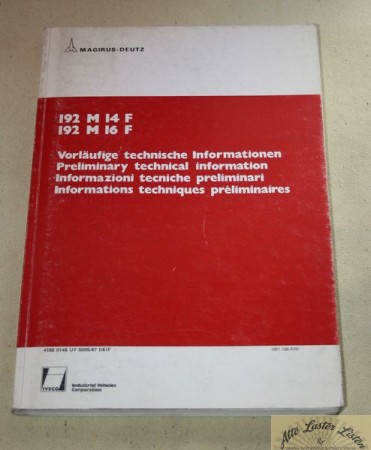 MAGIRUS-DEUTZ
192 M 14 F
192 M 16 F
Vorläufige technische Informationen
Preliminary technical information
Informazioni tecniche preliminari
Informations techniques prèliminaires
IVECO
Industrial Vehicles
Corporation
Alte Laster Listen